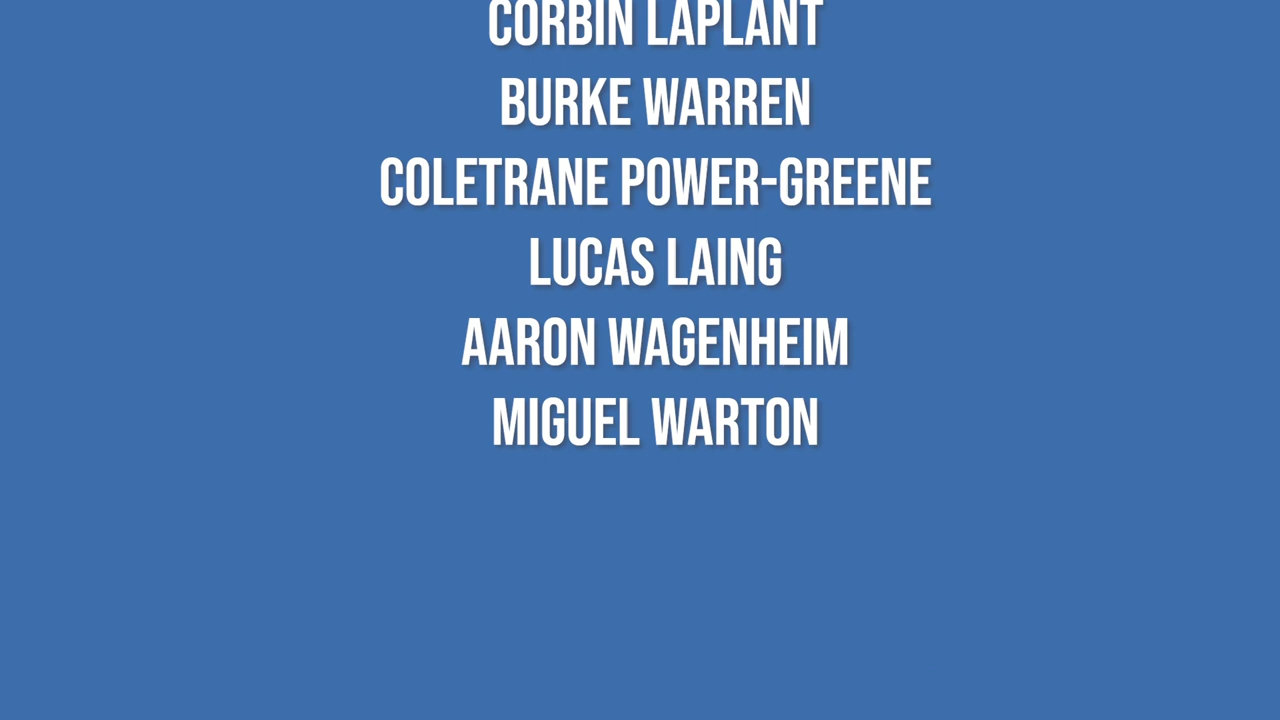 CORBIN LAPLANT
BURKE WARREN
COLETRANE POWER-GREENE
LUCAS LAING
AARON WAGENHEIM
MIGUEL WARTON